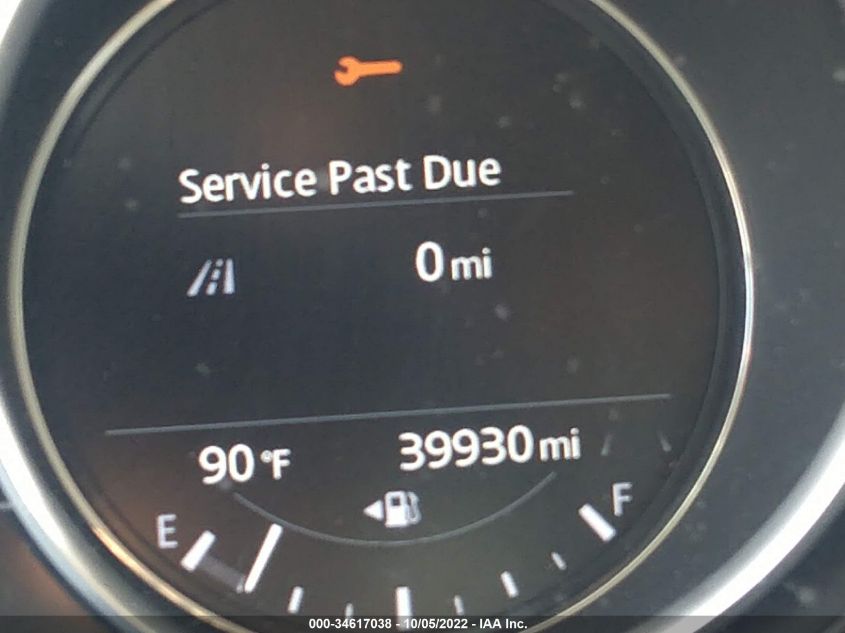 Service Past Due
0 mi
90 °F 39930 mi
E F
000-34617038 - 10/05/2022 - IAA Inc.